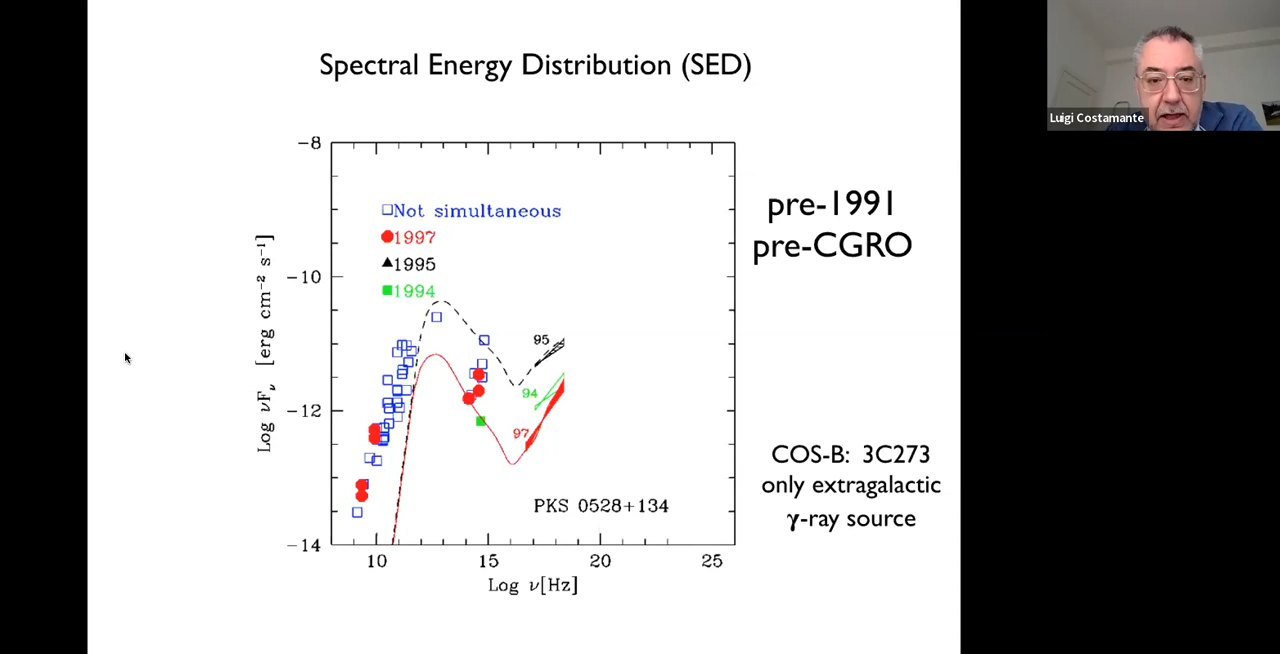 Spectral Energy Distribution (SED)
Luigi Costamante
pre-1991
pre-CGRO
-8
-10
-12
-14
Log νFν [erg cm⁻² s⁻¹]
Not simultaneous
1997
1995
1994
95
94
97
PKS 0528+134
10 15 20 25
Log ν[Hz]
COS-B: 3C273
only extragalactic
γ-ray source